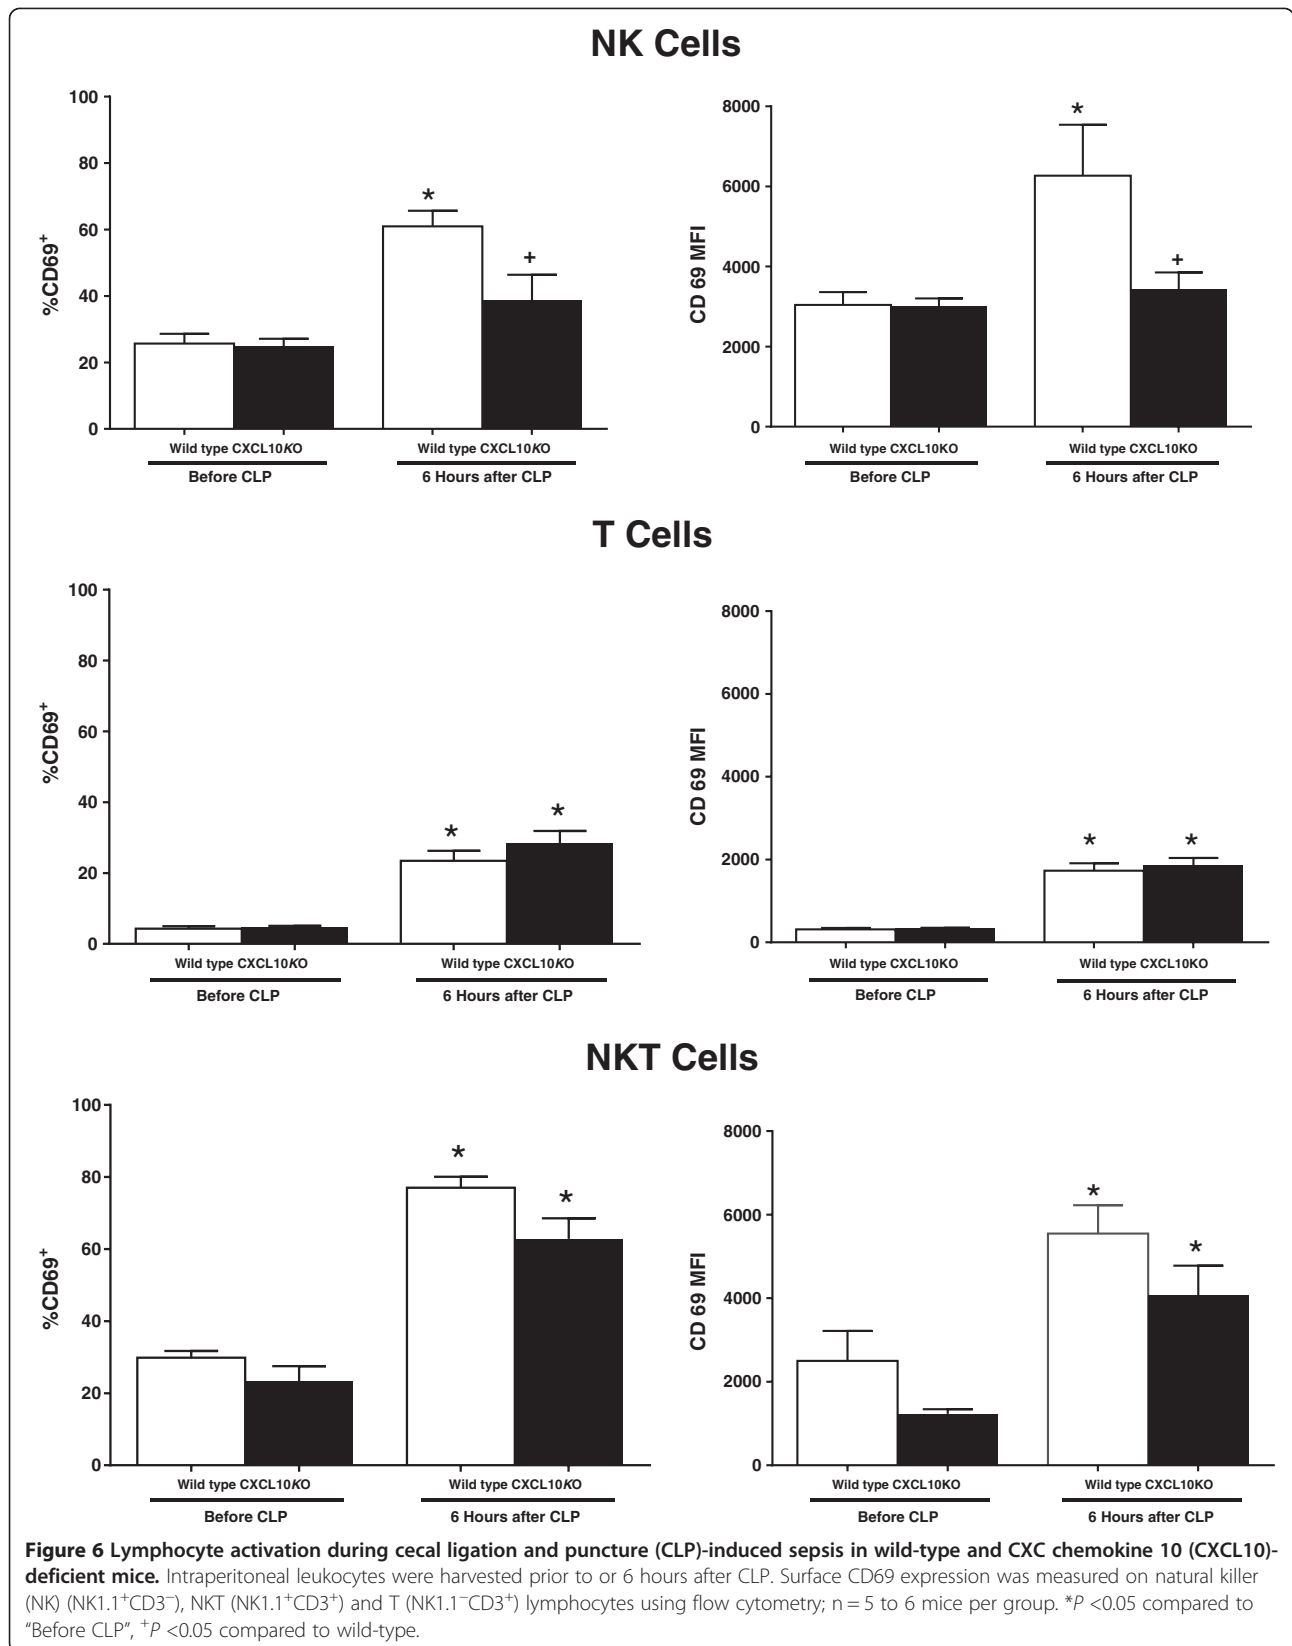 NK Cells
100
80
60
40
20
0
%CD69+
*
+
Wild type CXCL10KO
Wild type CXCL10KO
Before CLP
6 Hours after CLP
8000
6000
4000
2000
0
CD 69 MFI
*
+
Wild type CXCL10KO
Wild type CXCL10KO
Before CLP
6 Hours after CLP
T Cells
100
80
60
40
20
0
%CD69+
*
*
Wild type CXCL10KO
Wild type CXCL10KO
Before CLP
6 Hours after CLP
8000
6000
4000
2000
0
CD 69 MFI
*
*
Wild type CXCL10KO
Wild type CXCL10KO
Before CLP
6 Hours after CLP
NKT Cells
100
80
60
40
20
0
%CD69+
*
*
Wild type CXCL10KO
Wild type CXCL10KO
Before CLP
6 Hours after CLP
8000
6000
4000
2000
0
CD 69 MFI
*
*
Wild type CXCL10KO
Wild type CXCL10KO
Before CLP
6 Hours after CLP
Figure 6 Lymphocyte activation during cecal ligation and puncture (CLP)-induced sepsis in wild-type and CXC chemokine 10 (CXCL10)-
deficient mice. Intraperitoneal leukocytes were harvested prior to or 6 hours after CLP. Surface CD69 expression was measured on natural killer
(NK) (NK1.1+CD3−), NKT (NK1.1+CD3+) and T (NK1.1−CD3+) lymphocytes using flow cytometry; n = 5 to 6 mice per group. *P <0.05 compared to
“Before CLP”, +P <0.05 compared to wild-type.